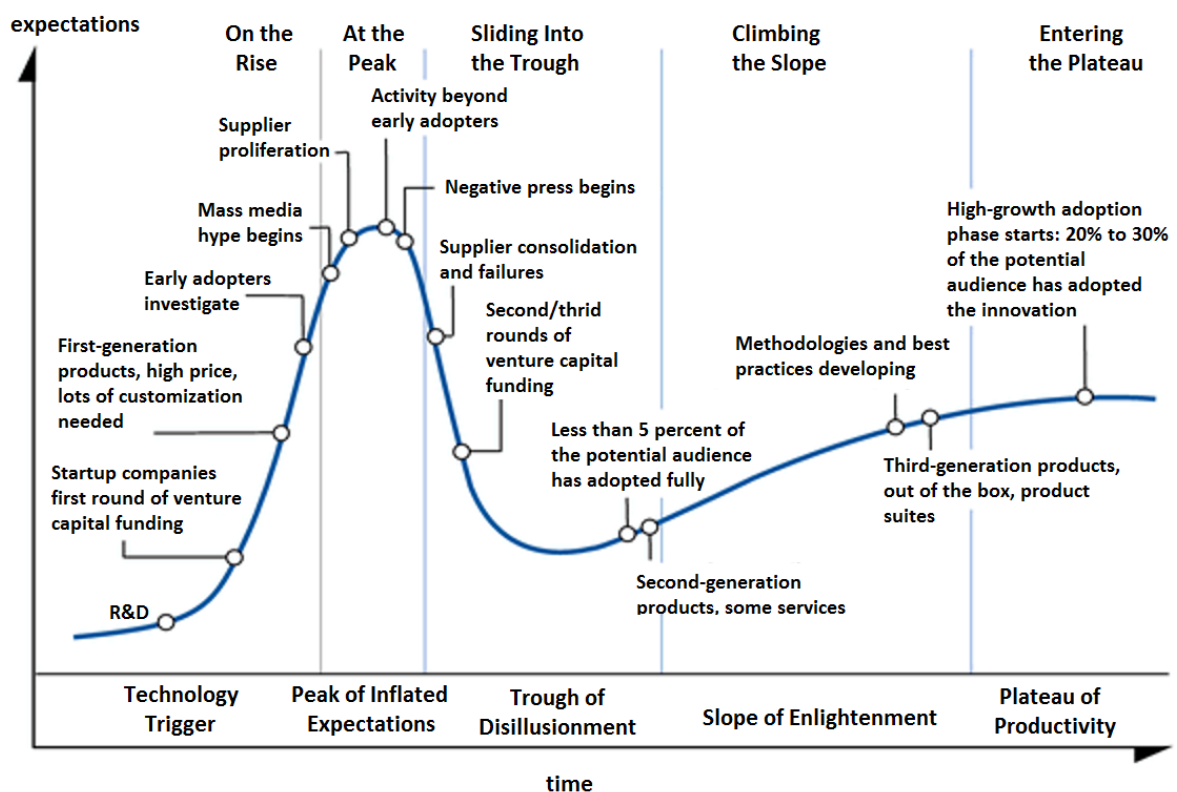 expectations
On the
Rise
At the
Peak
Sliding Into
the Trough
Climbing
the Slope
Entering
the Plateau
Activity beyond
early adopters
Supplier
proliferation
Negative press begins
Mass media
hype begins
High-growth adoption
phase starts: 20% to 30%
of the potential
audience has adopted
the innovation
Supplier consolidation
and failures
Early adopters
investigate
Second/thrid
rounds of
venture capital
funding
First-generation
products, high price,
lots of customization
needed
Methodologies and best
practices developing
Less than 5 percent of
the potential audience
has adopted fully
Startup companies
first round of venture
capital funding
Third-generation products,
out of the box, product
suites
Second-generation
products, some services
R&D
Technology
Trigger
Peak of Inflated
Expectations
Trough of
Disillusionment
Slope of Enlightenment
Plateau of
Productivity
time